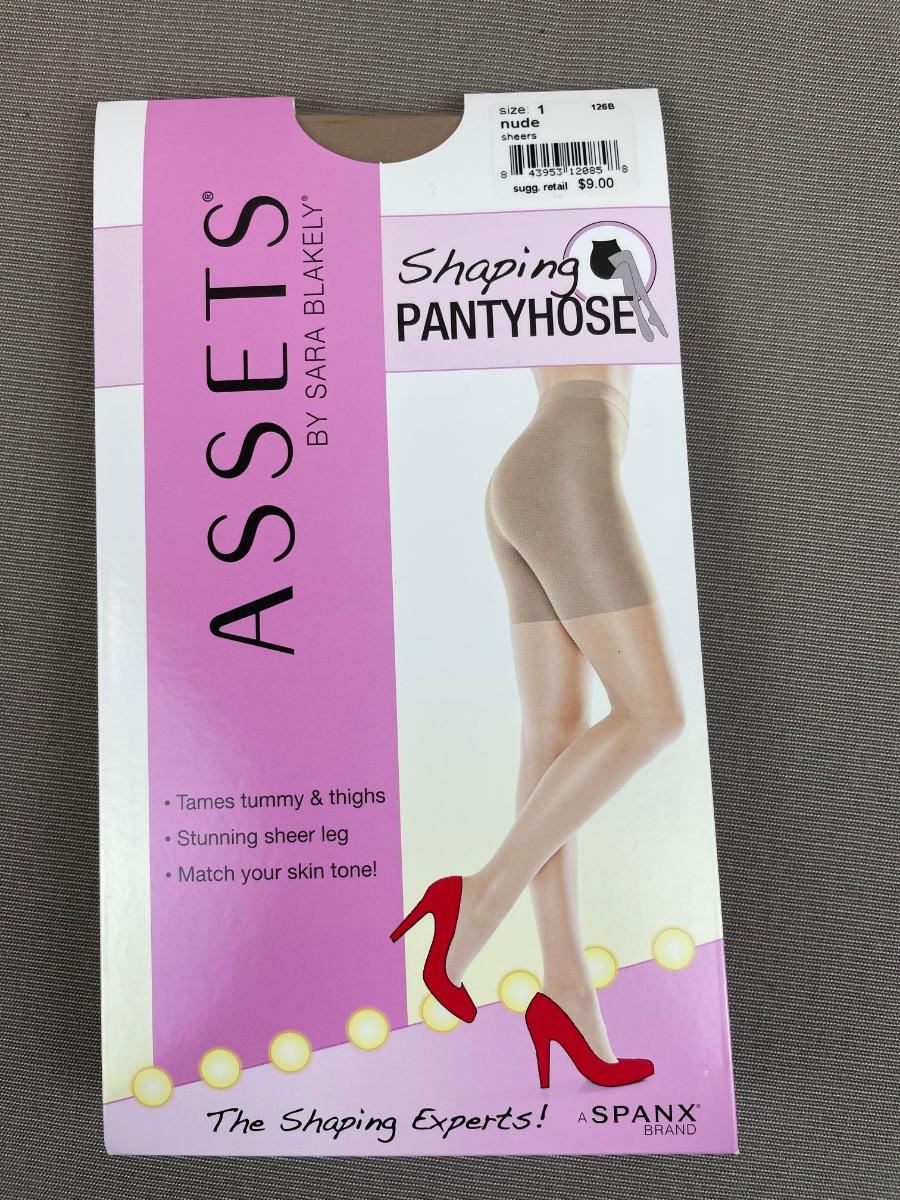 size: 1 126B
nude
sheers
8 43953 12085 8
sugg. retail $9.00
ASSETS®
BY SARA BLAKELY®
Shaping
PANTYHOSE
• Tames tummy & thighs
• Stunning sheer leg
• Match your skin tone!
The Shaping Experts!
A SPANX®
BRAND